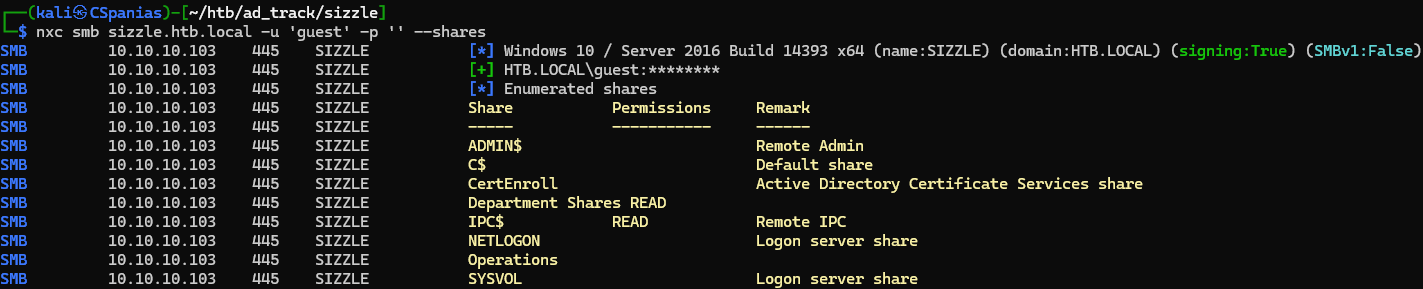 ┌──(kali㉿CSpanias)-[~/htb/ad_track/sizzle]
└─$ nxc smb sizzle.htb.local -u 'guest' -p '' --shares
SMB 10.10.10.103 445 SIZZLE [*] Windows 10 / Server 2016 Build 14393 x64 (name:SIZZLE) (domain:HTB.LOCAL) (signing:True) (SMBv1:False)
SMB 10.10.10.103 445 SIZZLE [+] HTB.LOCAL\guest:********
SMB 10.10.10.103 445 SIZZLE [*] Enumerated shares
SMB 10.10.10.103 445 SIZZLE Share Permissions Remark
SMB 10.10.10.103 445 SIZZLE ----- ----------- ------
SMB 10.10.10.103 445 SIZZLE ADMIN$ Remote Admin
SMB 10.10.10.103 445 SIZZLE C$ Default share
SMB 10.10.10.103 445 SIZZLE CertEnroll Active Directory Certificate Services share
SMB 10.10.10.103 445 SIZZLE Department Shares READ
SMB 10.10.10.103 445 SIZZLE IPC$ READ Remote IPC
SMB 10.10.10.103 445 SIZZLE NETLOGON Logon server share
SMB 10.10.10.103 445 SIZZLE Operations
SMB 10.10.10.103 445 SIZZLE SYSVOL Logon server share